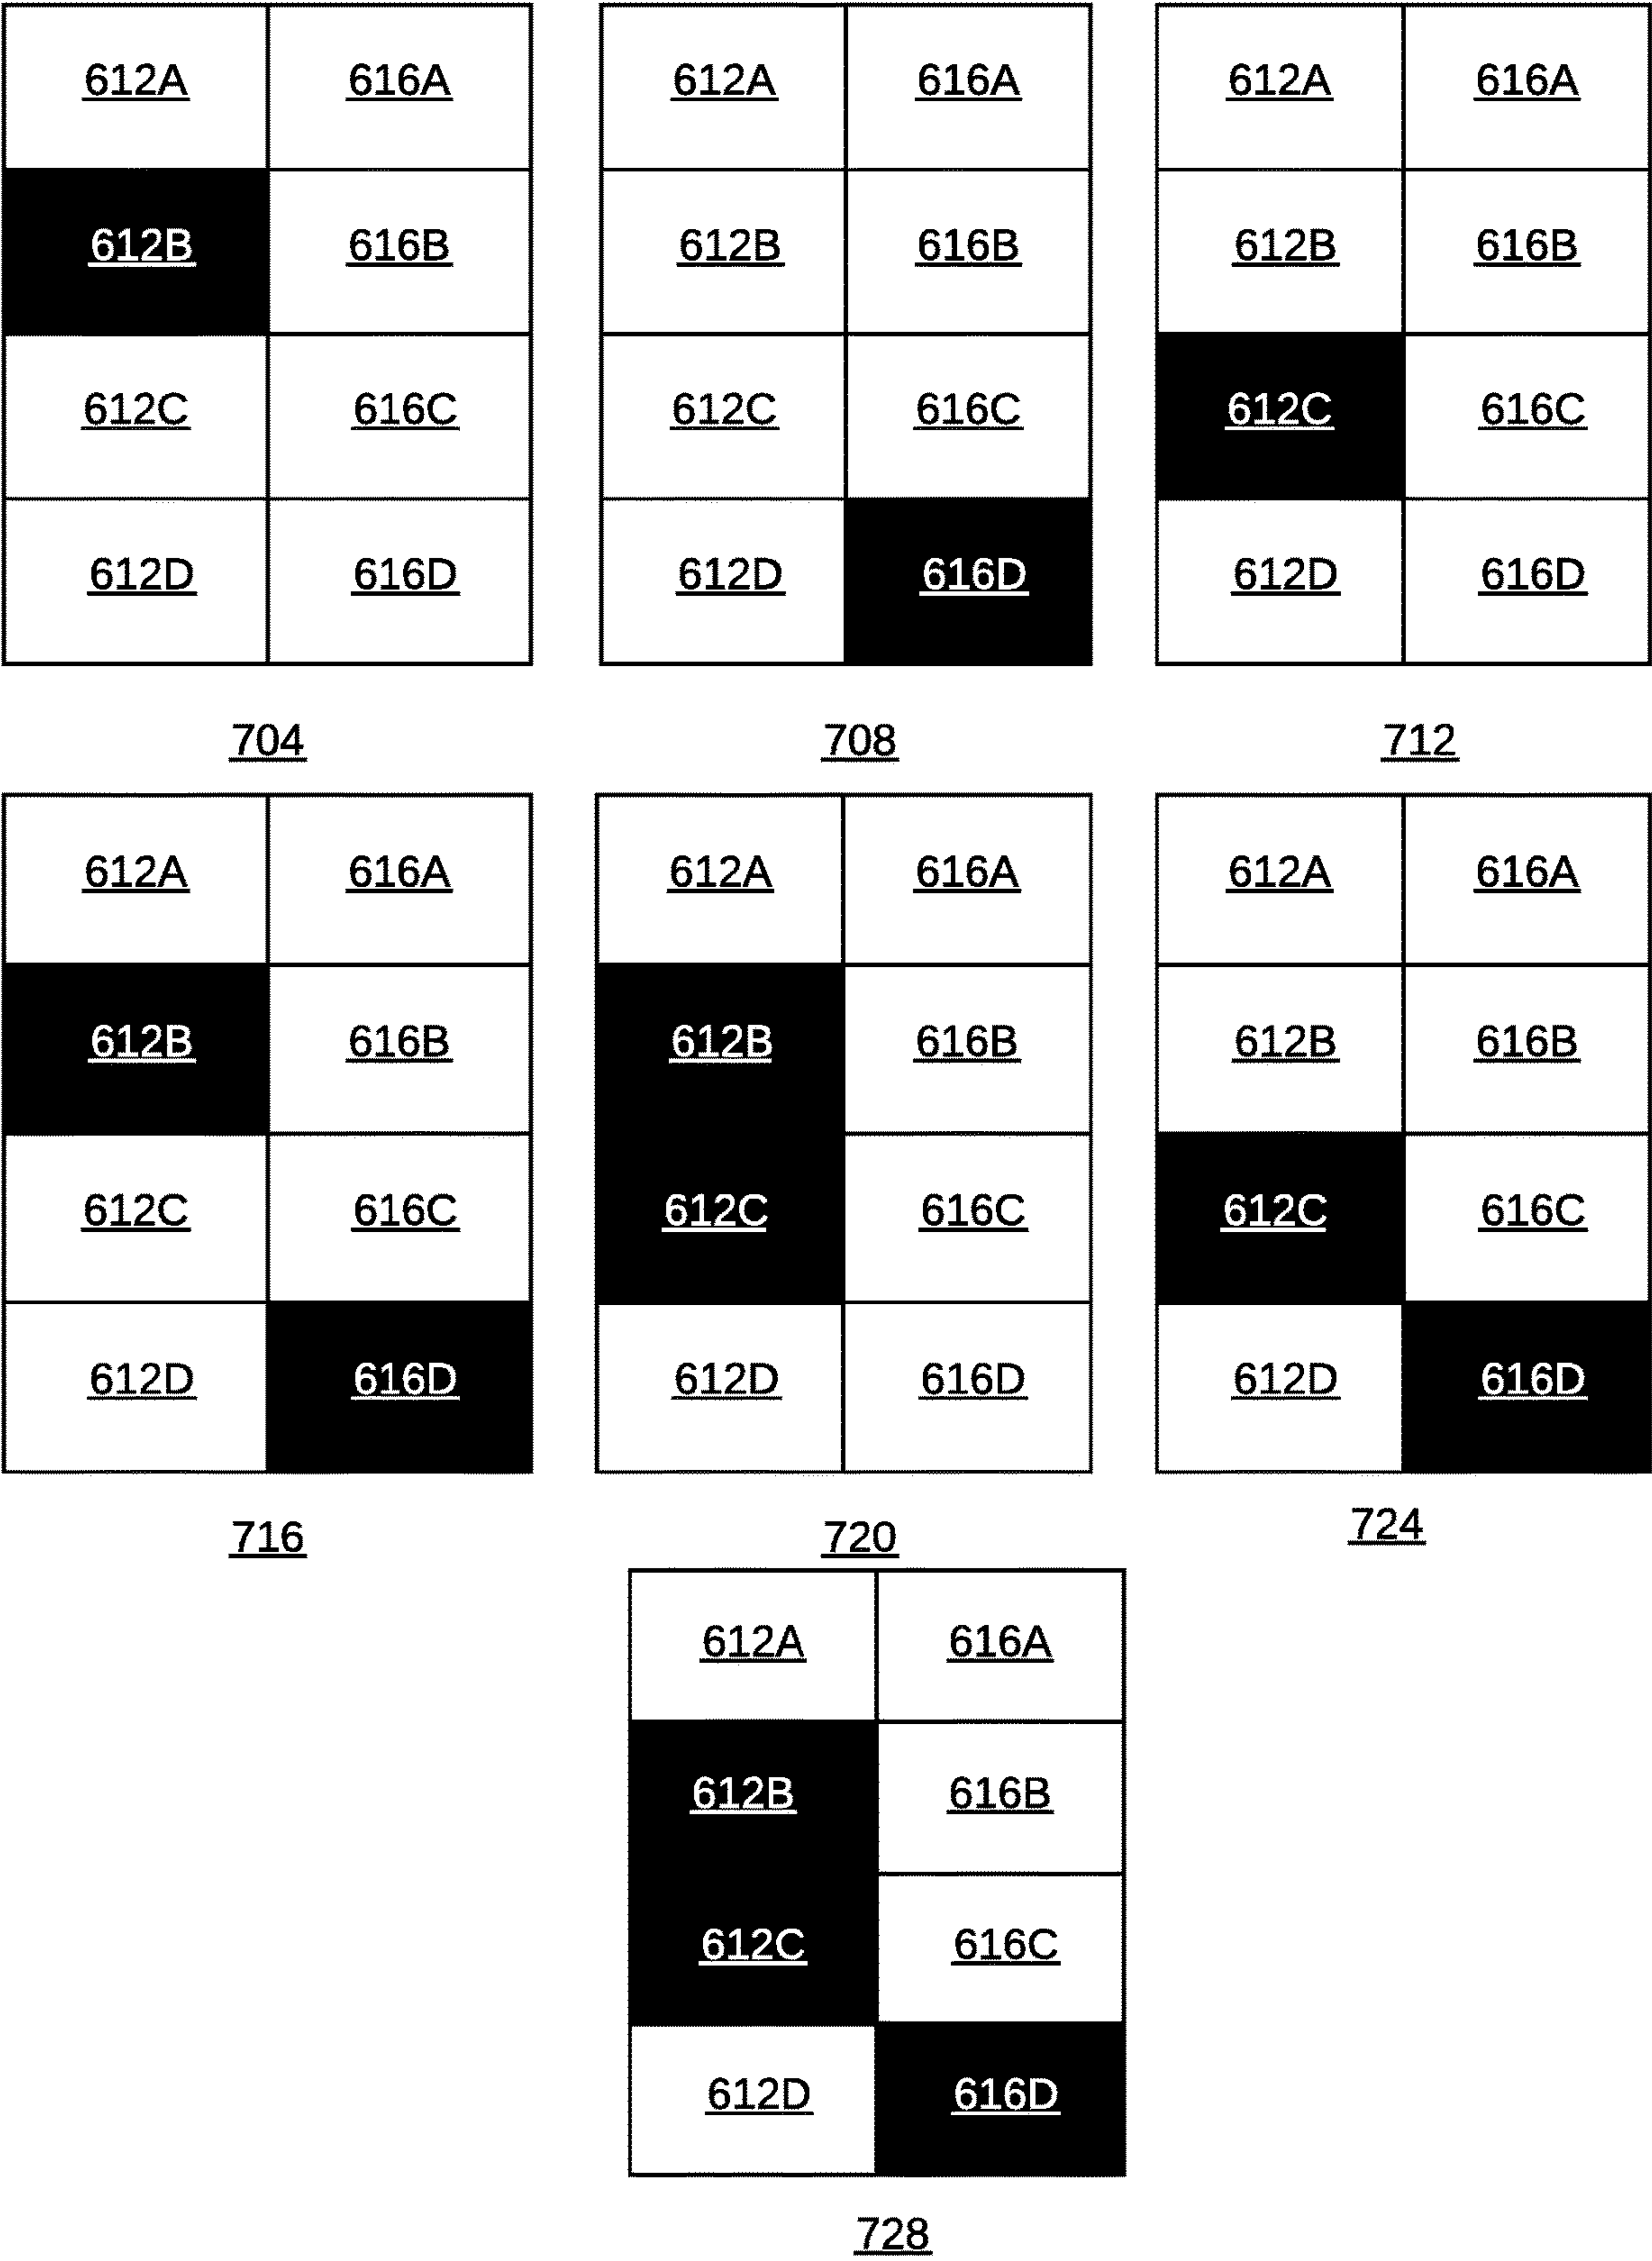 612A 616A 612A 616A 612A 616A
612B 616B 612B 616B 612B 616B
612C 616C 612C 616C 612C 616C
612D 616D 612D 616D 612D 616D
704 708 712
612A 616A 612A 616A 612A 616A
612B 616B 612B 616B 612B 616B
612C 616C 612C 616C 612C 616C
612D 616D 612D 616D 612D 616D
716 720 724
612A 616A
612B 616B
612C 616C
612D 616D
728